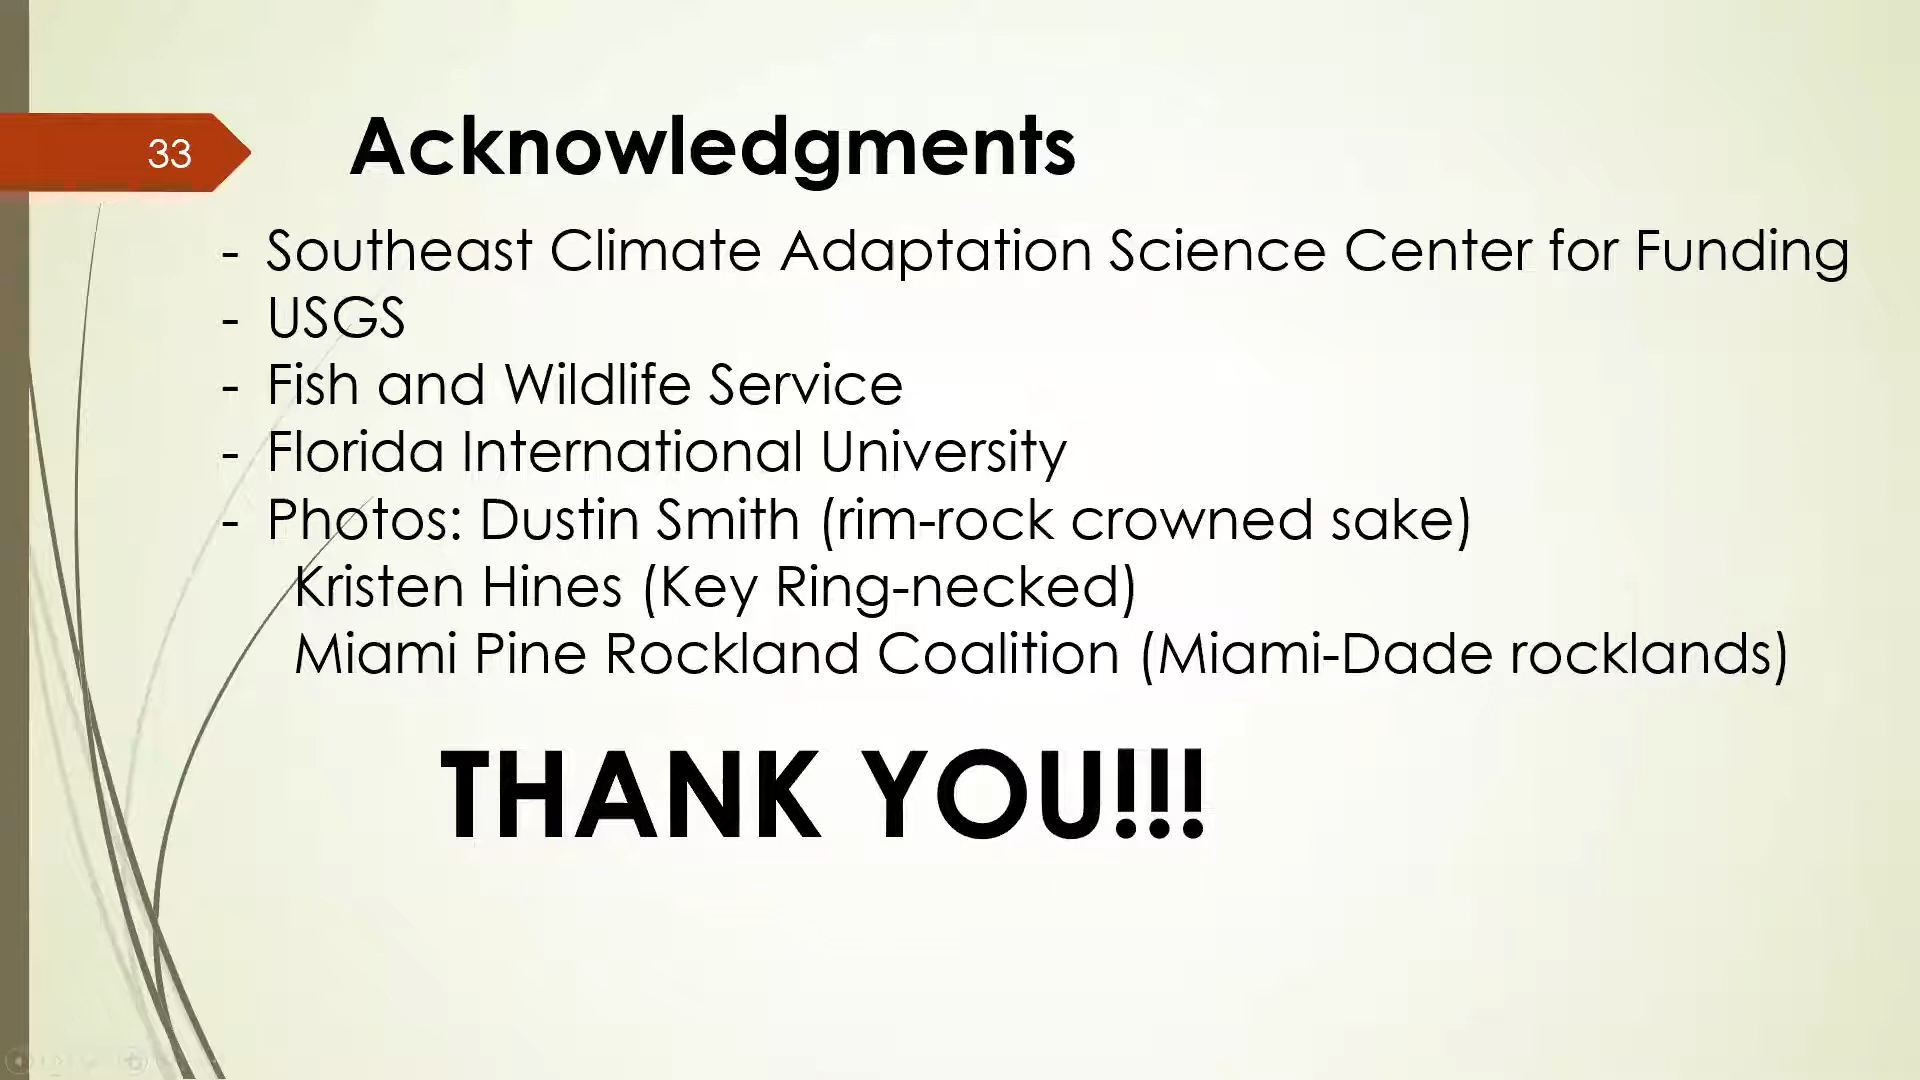 33
Acknowledgments
- Southeast Climate Adaptation Science Center for Funding
- USGS
- Fish and Wildlife Service
- Florida International University
- Photos: Dustin Smith (rim-rock crowned sake)
Kristen Hines (Key Ring-necked)
Miami Pine Rockland Coalition (Miami-Dade rocklands)
THANK YOU!!!